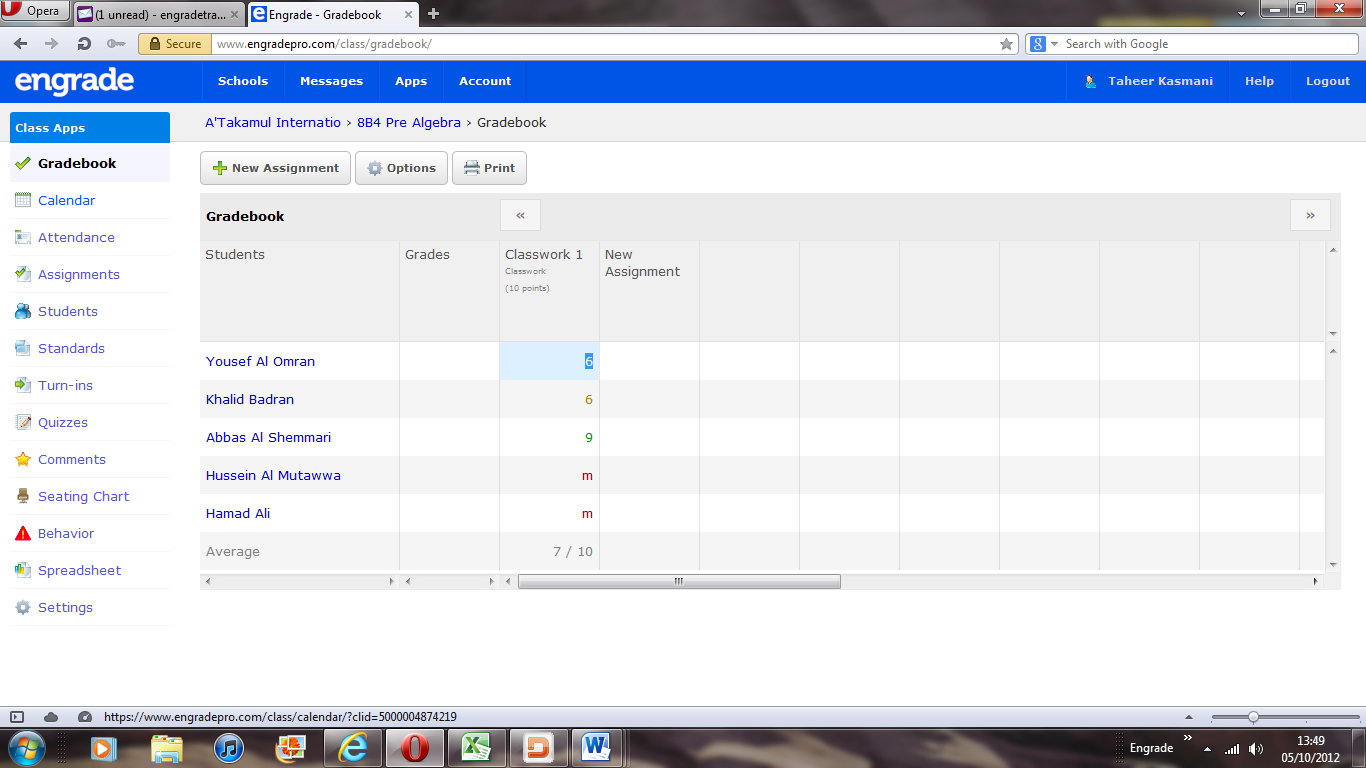 Opera
(1 unread) - engradetra...
Engrade - Gradebook
Secure
www.engradepro.com/class/gradebook/
Search with Google
engrade
Schools
Messages
Apps
Account
Taheer Kasmani
Help
Logout
Class Apps
Gradebook
Calendar
Attendance
Assignments
Students
Standards
Turn-ins
Quizzes
Comments
Seating Chart
Behavior
Spreadsheet
Settings
A'Takamul Internatio › 8B4 Pre Algebra › Gradebook
New Assignment
Options
Print
Gradebook
«
»
Students
Grades
Classwork 1
Classwork
(10 points)
New
Assignment
Yousef Al Omran 6
Khalid Badran 6
Abbas Al Shemmari 9
Hussein Al Mutawwa m
Hamad Ali m
Average 7 / 10
https://www.engradepro.com/class/calendar/?clid=5000004874219
Engrade
13:49
05/10/2012